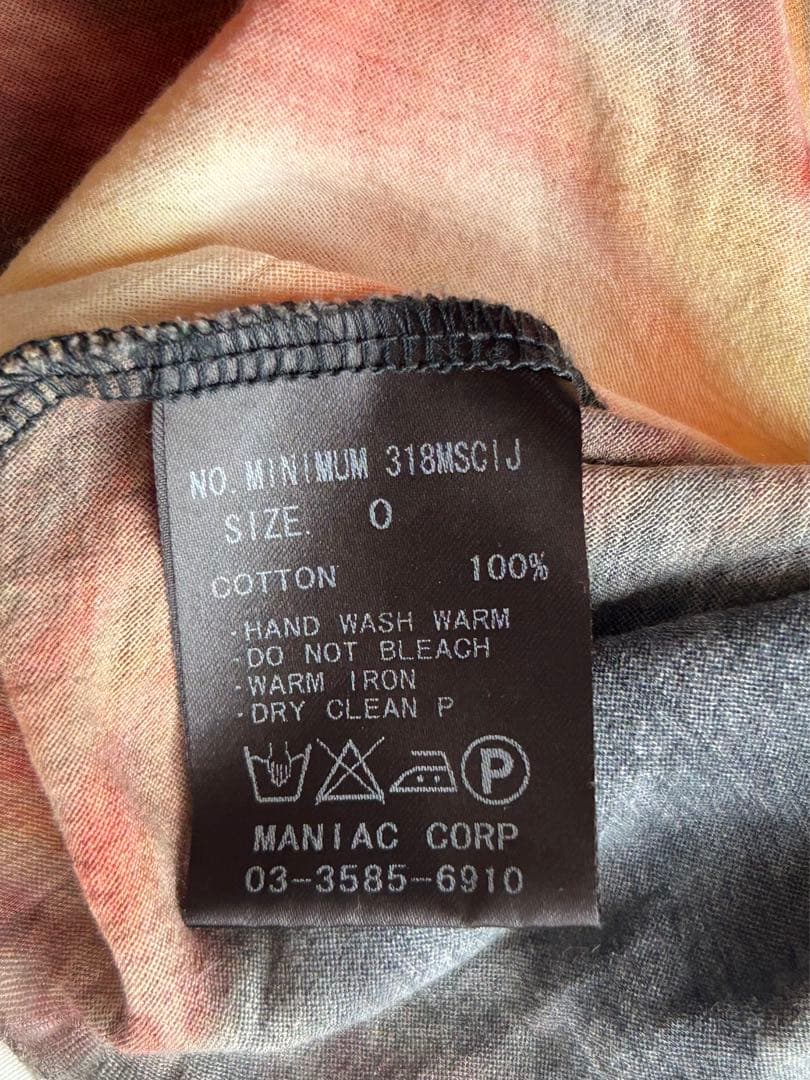 NO. MINIMUM 318MSCIJ
SIZE. 0
COTTON 100%
·HAND WASH WARM
·DO NOT BLEACH
·WARM IRON
·DRY CLEAN P
P
MANIAC CORP
03-3585-6910